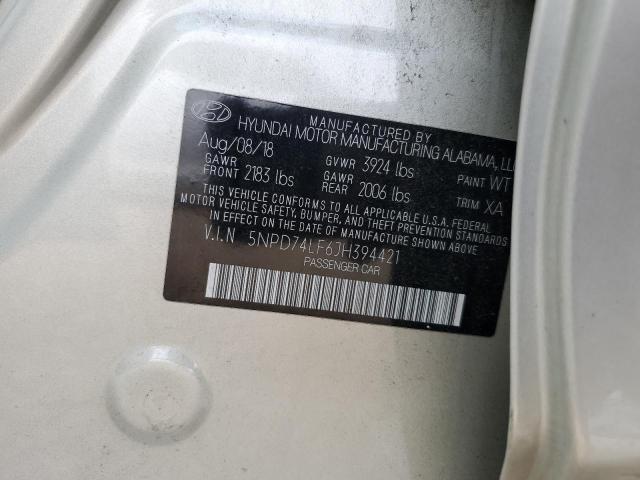 MANUFACTURED BY
HYUNDAI MOTOR MANUFACTURING ALABAMA,
Aug/08/18 GVWR 3924 lbs PAINT WT
GAWR FRONT 2183 lbs GAWR REAR 2006 lbs TRIM XA
THIS VEHICLE CONFORMS TO ALL APPLICABLE U.S.A. FEDERAL
MOTOR VEHICLE SAFETY, BUMPER, AND THEFT PREVENTION STANDARDS
IN EFFECT ON THE DATE OF MANUFACTURE SHOWN ABOVE.
V.I.N 5NPD74LF6JH394421
PASSENGER CAR